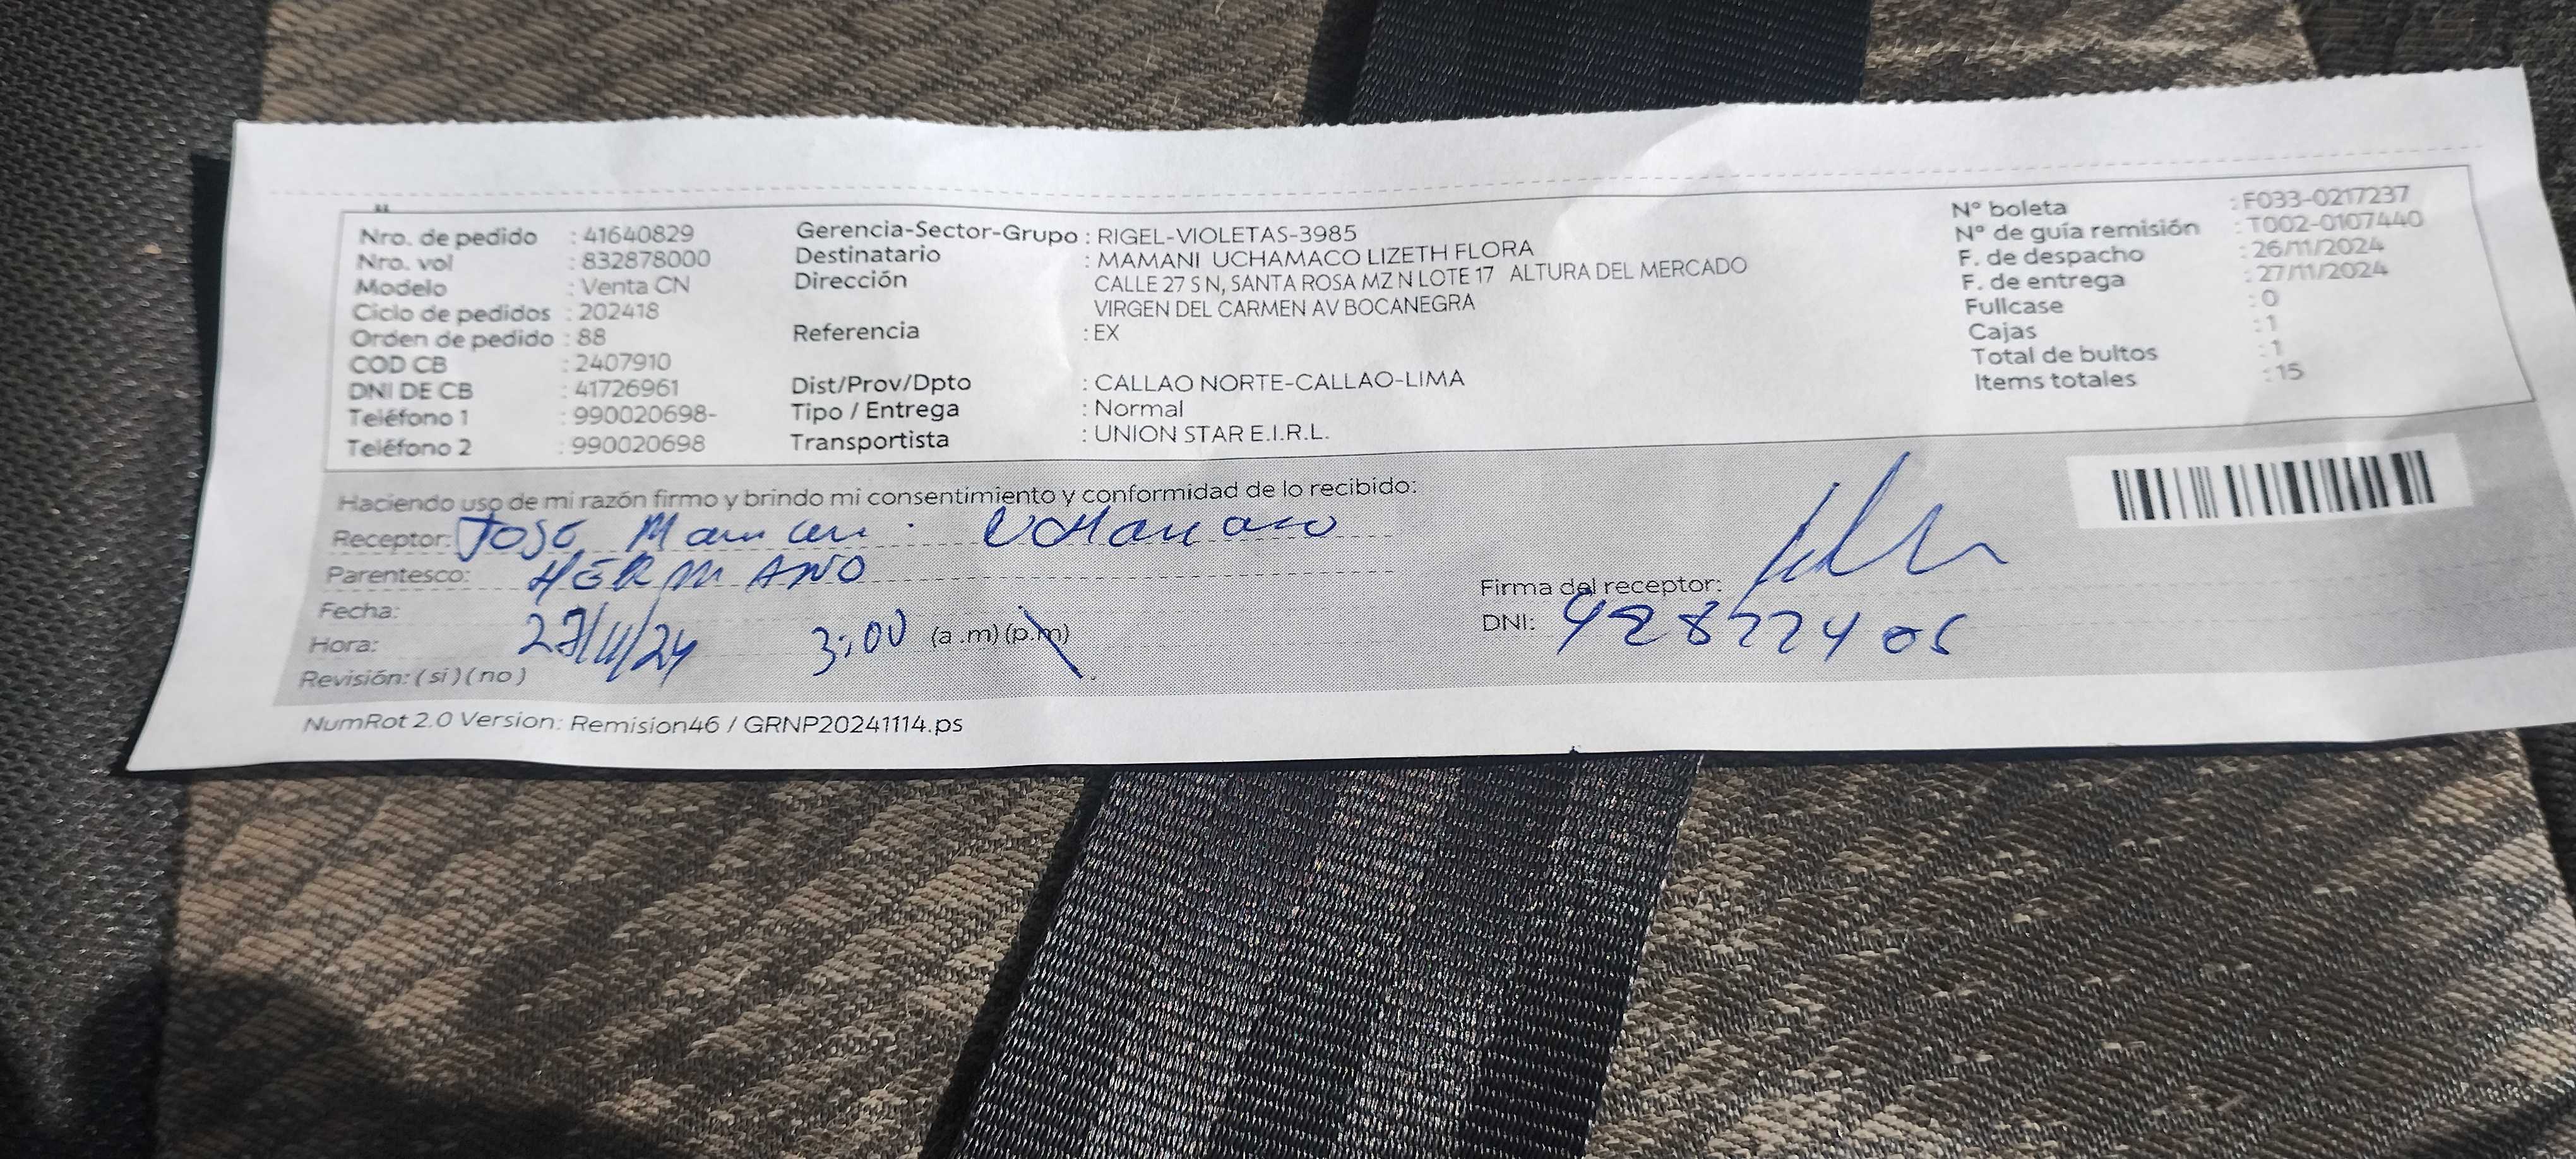 Nro. de pedido : 41640829
Nro. vol : 832878000
Modelo : Venta CN
Ciclo de pedidos : 202418
Orden de pedido : 88
COD CB : 2407910
DNI DE CB : 41726961
Teléfono 1 : 990020698-
Teléfono 2 : 990020698
Gerencia-Sector-Grupo : RIGEL-VIOLETAS-3985
Destinatario : MAMANI UCHAMACO LIZETH FLORA
Dirección CALLE 27 S N, SANTA ROSA MZ N LOTE 17 ALTURA DEL MERCADO
VIRGEN DEL CARMEN AV BOCANEGRA
Referencia : EX
Dist/Prov/Dpto : CALLAO NORTE-CALLAO-LIMA
Tipo / Entrega : Normal
Transportista : UNION STAR E.I.R.L.
N° boleta : F033-0217237
N° de guía remisión : T002-0107440
F. de despacho : 26/11/2024
F. de entrega : 27/11/2024
Fullcase : 0
Cajas : 1
Total de bultos : 1
Items totales : 15
Haciendo uso de mi razón firmo y brindo mi consentimiento y conformidad de lo recibido:
Receptor: JOSE Mamani
Parentesco: HERMANO
Fecha: 27/11/24
Hora: 3:00 (a.m) (p.m)
Revisión: (si) (no)
Firma del receptor:
DNI:
NumRot 2.0 Version: Remision46 / GRNP20241114.ps